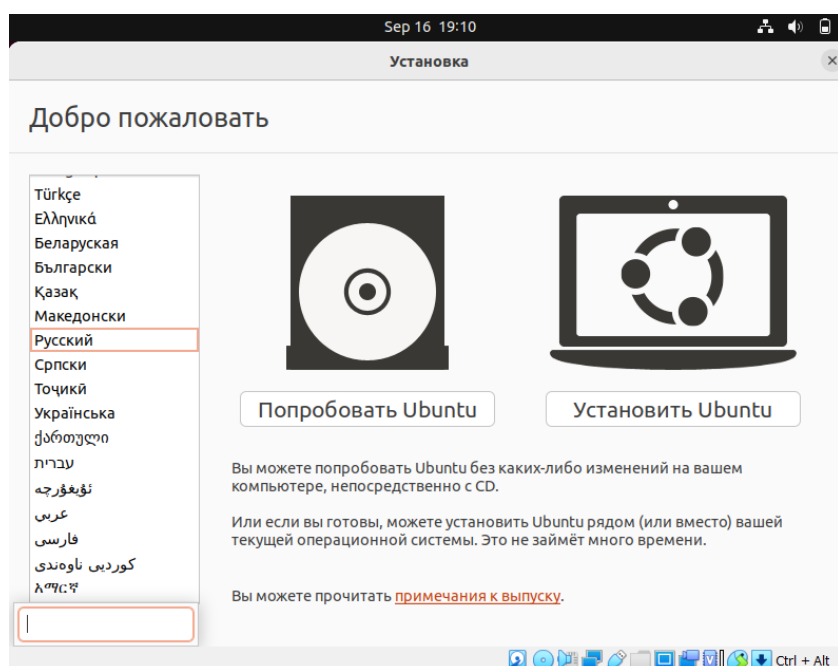 Sep 16 19:10
Установка
Добро пожаловать
Türkçe
Ελληνικά
Беларуская
Български
Қазақ
Македонски
Русский
Српски
Тоҷикӣ
Українська
ქართული
עברית
ئۇيغۇرچە
عربي
فارسی
کوردیی ناوەندی
አማርኛ
Попробовать Ubuntu
Установить Ubuntu
Вы можете попробовать Ubuntu без каких-либо изменений на вашем
компьютере, непосредственно с CD.
Или если вы готовы, можете установить Ubuntu рядом (или вместо) вашей
текущей операционной системы. Это не займёт много времени.
Вы можете прочитать примечания к выпуску.
Ctrl + Alt